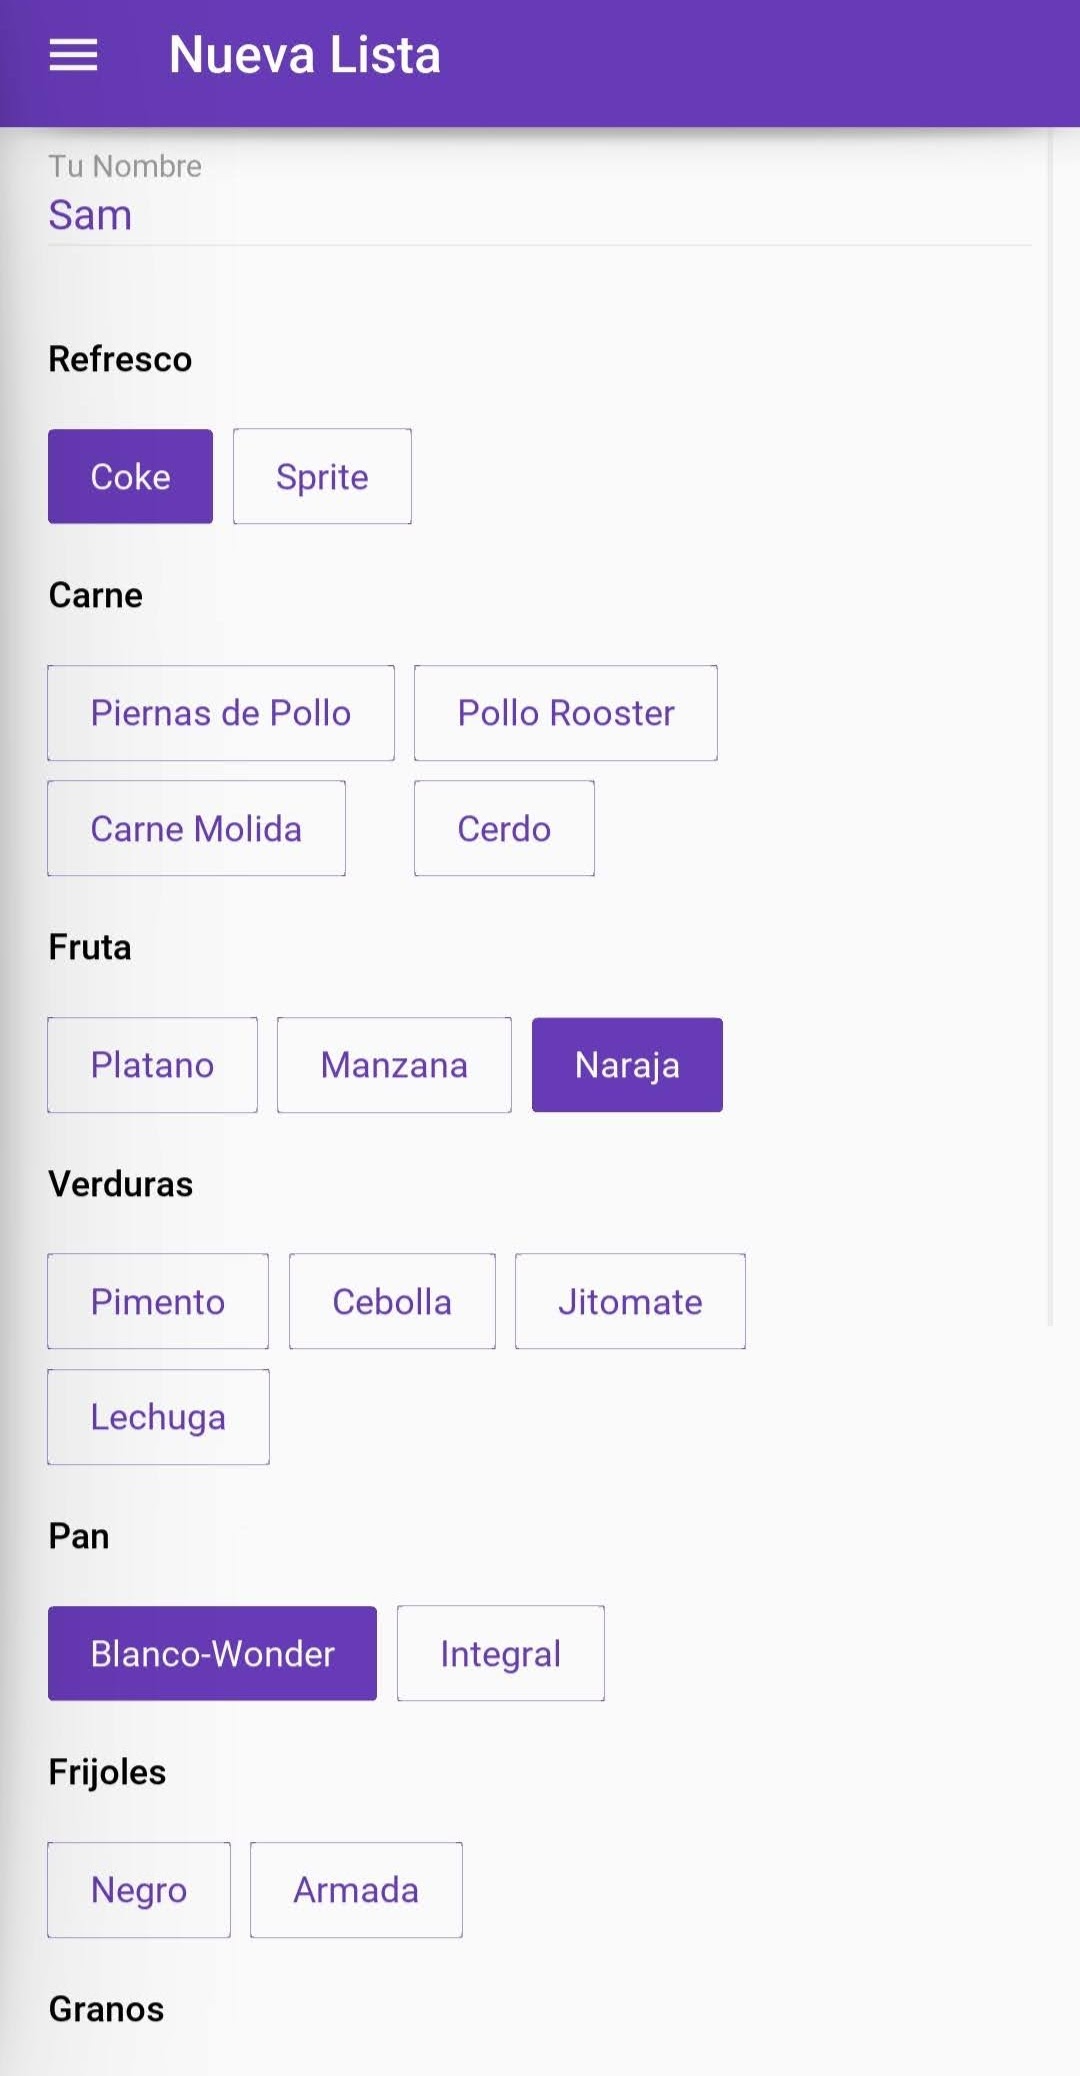 Nueva Lista
Tu Nombre
Sam
Refresco
Coke Sprite
Carne
Piernas de Pollo Pollo Rooster
Carne Molida Cerdo
Fruta
Platano Manzana Naraja
Verduras
Pimento Cebolla Jitomate
Lechuga
Pan
Blanco-Wonder Integral
Frijoles
Negro Armada
Granos